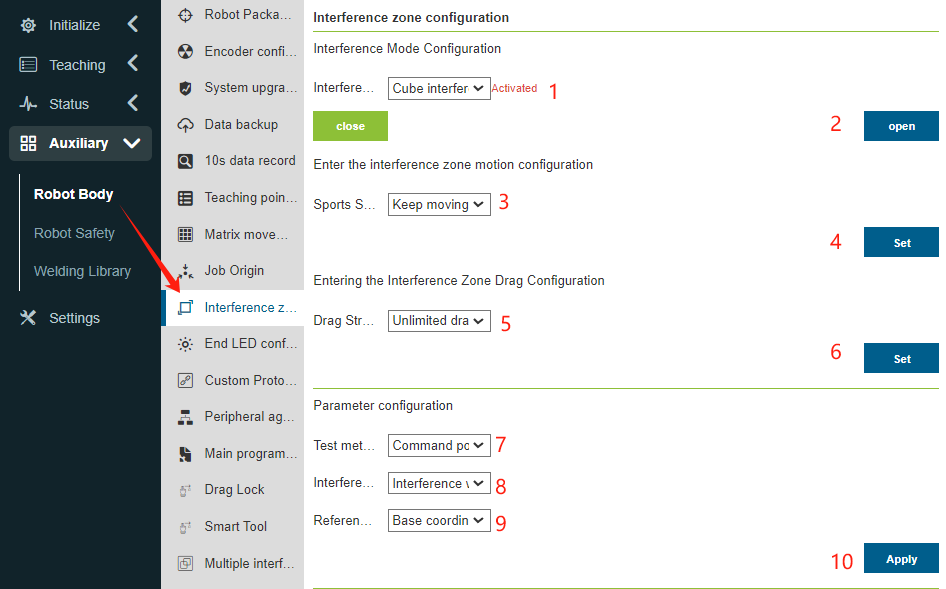 Initialize
Teaching
Status
Auxiliary
Robot Body
Robot Safety
Welding Library
Settings
Robot Packa...
Encoder confi...
System upgra...
Data backup
10s data record
Teaching poin...
Matrix move...
Job Origin
Interference z...
End LED conf...
Custom Proto...
Peripheral ag...
Main program...
Drag Lock
Smart Tool
Multiple interf...
Interference zone configuration
Interference Mode Configuration
Interfere... Cube interfer Activated 1
close 2 open
Enter the interference zone motion configuration
Sports S... Keep moving 3
4 Set
Entering the Interference Zone Drag Configuration
Drag Str... Unlimited dra 5
6 Set
Parameter configuration
Test met... Command po 7
Interfere... Interference 8
Referen... Base coordin 9
10 Apply